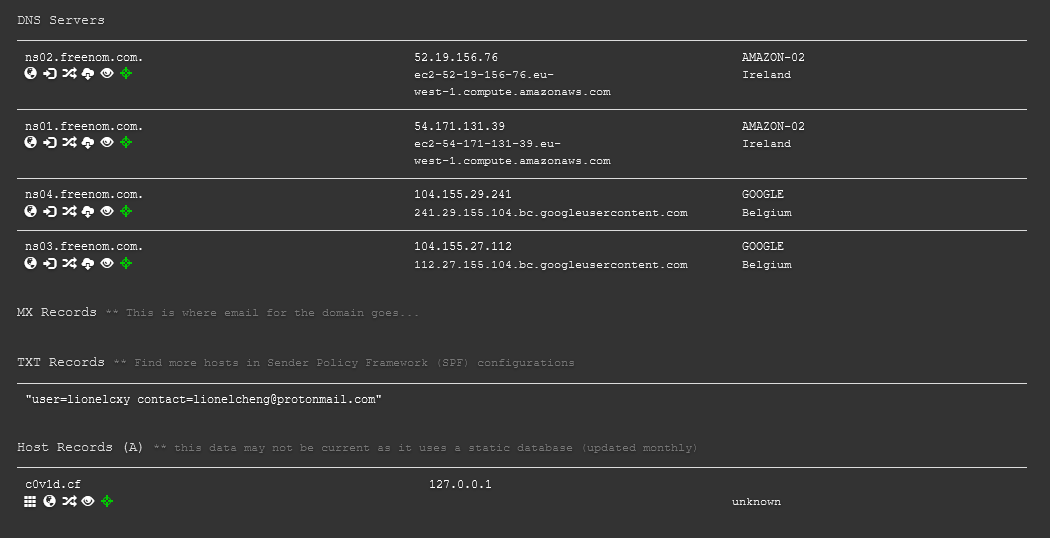 DNS Servers
ns02.freenom.com. 52.19.156.76 AMAZON-02
ec2-52-19-156-76.eu- Ireland
west-1.compute.amazonaws.com
ns01.freenom.com. 54.171.131.39 AMAZON-02
ec2-54-171-131-39.eu- Ireland
west-1.compute.amazonaws.com
ns04.freenom.com. 104.155.29.241 GOOGLE
241.29.155.104.bc.googleusercontent.com Belgium
ns03.freenom.com. 104.155.27.112 GOOGLE
112.27.155.104.bc.googleusercontent.com Belgium
MX Records ** This is where email for the domain goes...
TXT Records ** Find more hosts in Sender Policy Framework (SPF) configurations
"user=lionelcxy contact=lionelcheng@protonmail.com"
Host Records (A) ** this data may not be current as it uses a static database (updated monthly)
c0v1d.cf 127.0.0.1
unknown